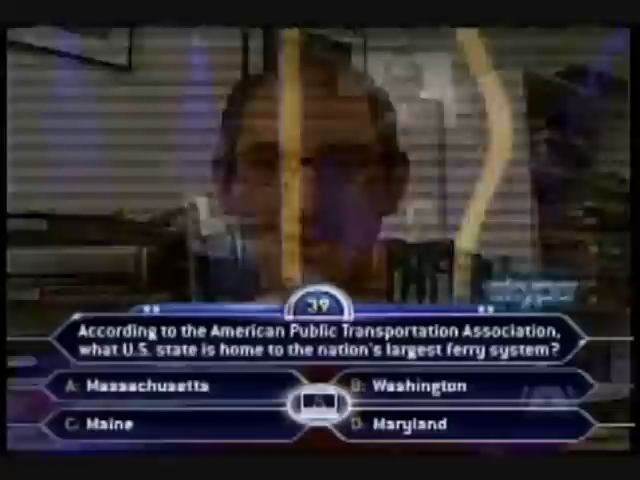 39
According to the American Public Transportation Association,
what U.S. state is home to the nation's largest ferry system?
A: Massachusetts
B: Washington
C: Maine
D: Maryland